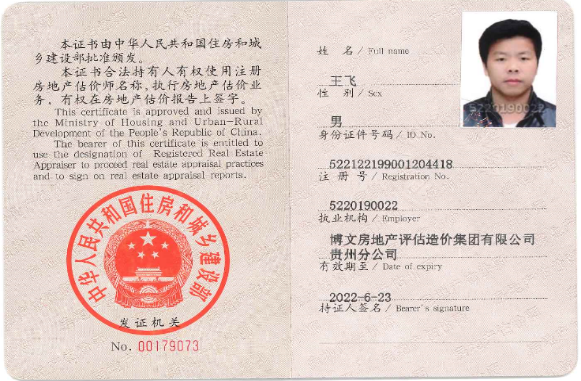 本证书由中华人民共和国住房和城
乡建设部批准颁发。
本证书合法持有人有权使用注册
房地产估价师名称,执行房地产估价业
务,有权在房地产估价报告上签字。
This certificate is approved and issued by
the Ministry of Housing and Urban-Rural
Development of the People's Republic of China.
The bearer of this certificate is entitled to
use the designation of Registered Real Estate
Appraiser to proceed real estate appraisal practices
and to sign on real estate appraisal reports.
中华人民共和国住房和城乡建设部
发证机关
No. 00179073
姓 名 / Full name
王飞
性 别 / Sex
男
身份证件号码 / ID No.
522122199001204418
注 册 号 / Registration No.
5220190022
执业机构 / Employer
博文房地产评估造价集团有限公司
贵州分公司
有效期至 / Date of expiry
2022-6-23
持证人签名 / Bearer's signature
5220190022